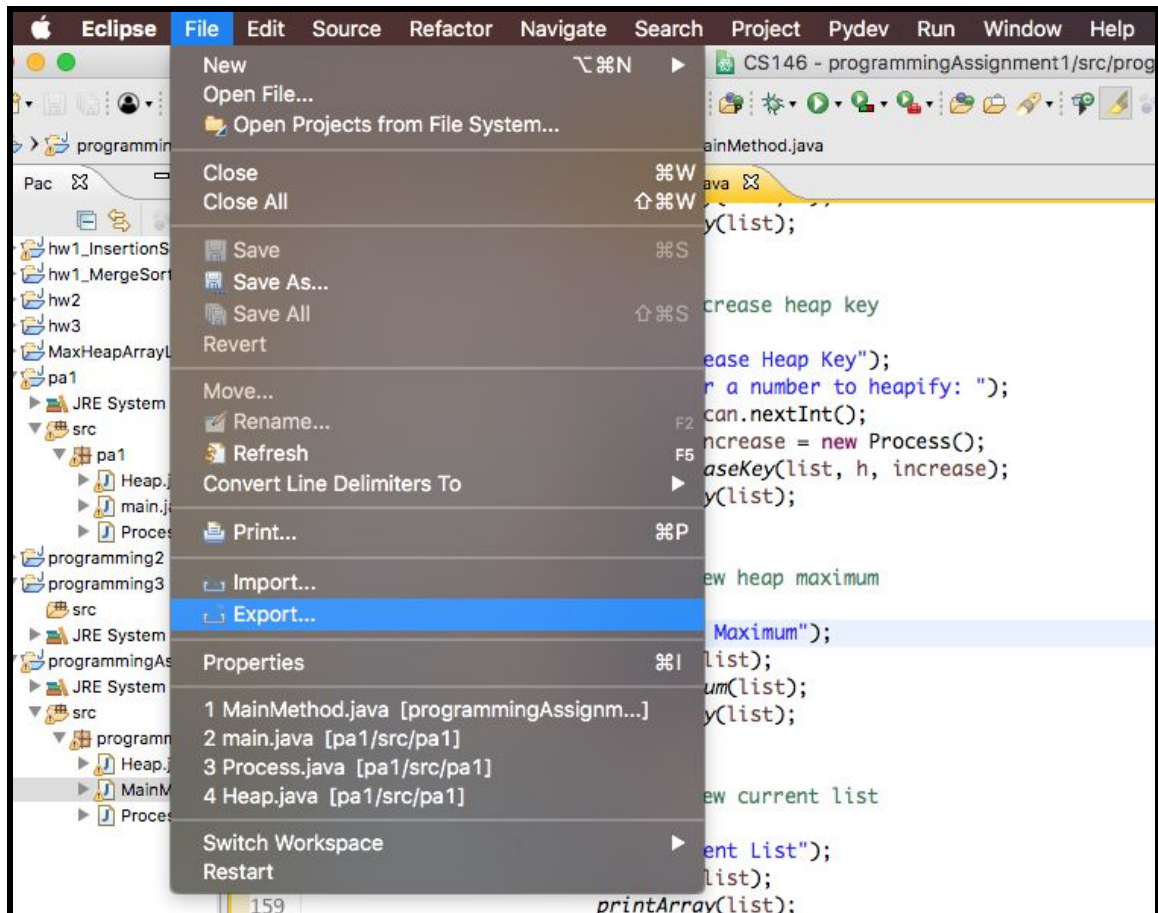 Eclipse File Edit Source Refactor Navigate Search Project Pydev Run Window Help
CS146 - programmingAssignment1/src/prog
programmin
ainMethod.java
Pac
ava
New ⌥⌘N ▶
Open File...
Open Projects from File System...
Close ⌘W
Close All ⇧⌘W
Save ⌘S
Save As...
Save All ⇧⌘S
Revert
Move...
Rename... F2
Refresh F5
Convert Line Delimiters To ▶
Print... ⌘P
Import...
Export...
Properties ⌘I
1 MainMethod.java [programmingAssignm...]
2 main.java [pa1/src/pa1]
3 Process.java [pa1/src/pa1]
4 Heap.java [pa1/src/pa1]
Switch Workspace ▶
Restart
hw1_InsertionS
hw1_MergeSort
hw2
hw3
MaxHeapArrayL
pa1
JRE System
src
pa1
Heap.j
main.ja
Proces
programming2
programming3
src
JRE System
programmingAs
JRE System
src
programm
Heap.j
MainM
Proces
y(list);
crease heap key
ease Heap Key");
r a number to heapify: ");
can.nextInt();
ncrease = new Process();
aseKey(list, h, increase);
y(list);
ew heap maximum
Maximum");
list);
um(list);
y(list);
ew current list
ent List");
list);
159 printArray(list);